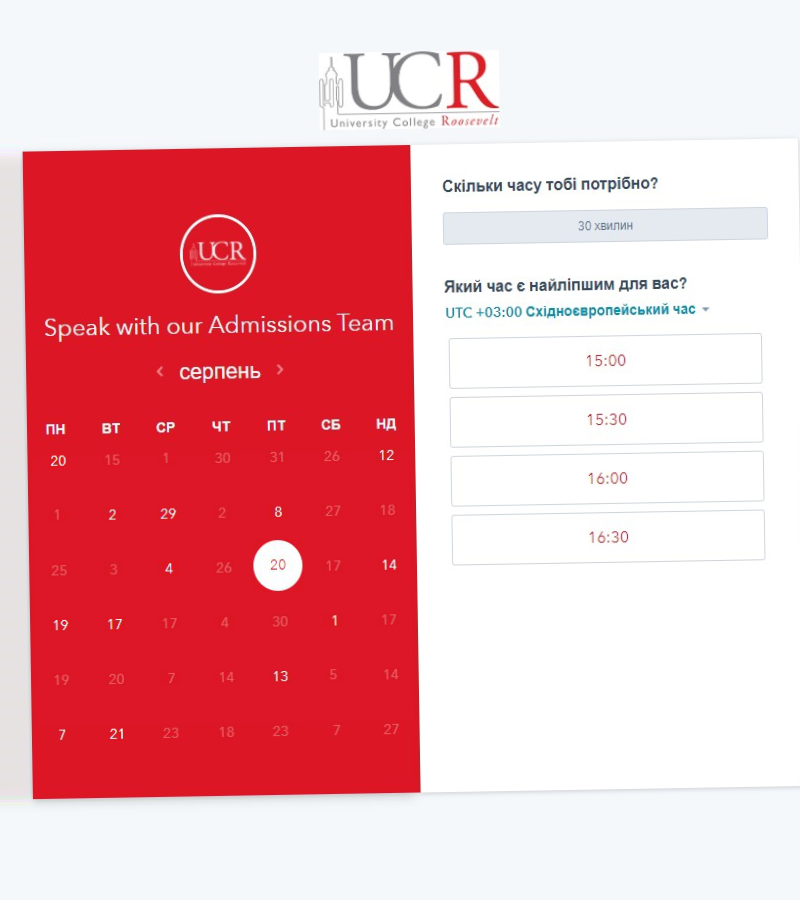 UCR
University College Roosevelt
UCR
University College Roosevelt
Speak with our Admissions Team
< серпень >
ПН ВТ СР ЧТ ПТ СБ НД
20 15 1 30 31 26 12
1 2 29 2 8 27 18
25 3 4 26 20 17 14
19 17 17 4 30 1 17
19 20 7 14 13 5 14
7 21 23 18 23 7 27
Скільки часу тобі потрібно?
30 хвилин
Який час є найліпшим для вас?
UTC +03:00 Східноєвропейський час
15:00
15:30
16:00
16:30